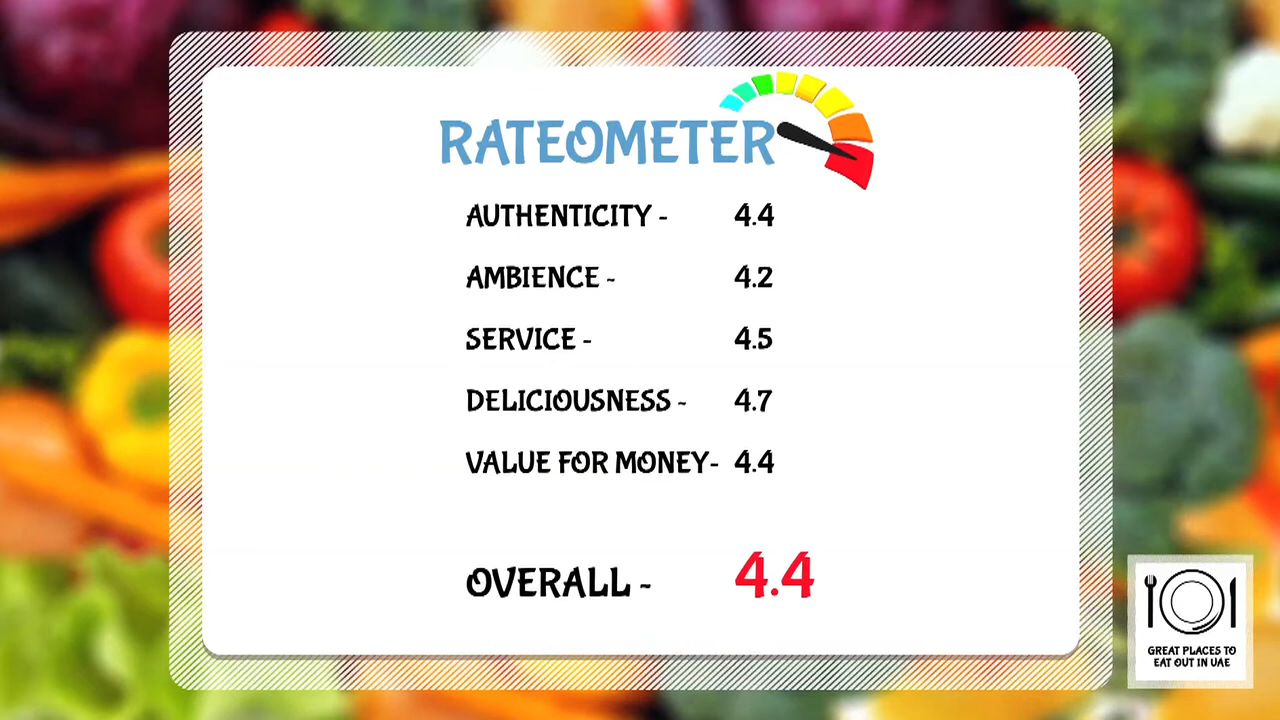 RATEOMETER
AUTHENTICITY - 4.4
AMBIENCE - 4.2
SERVICE - 4.5
DELICIOUSNESS - 4.7
VALUE FOR MONEY- 4.4
OVERALL - 4.4
GREAT PLACES TO
EAT OUT IN UAE